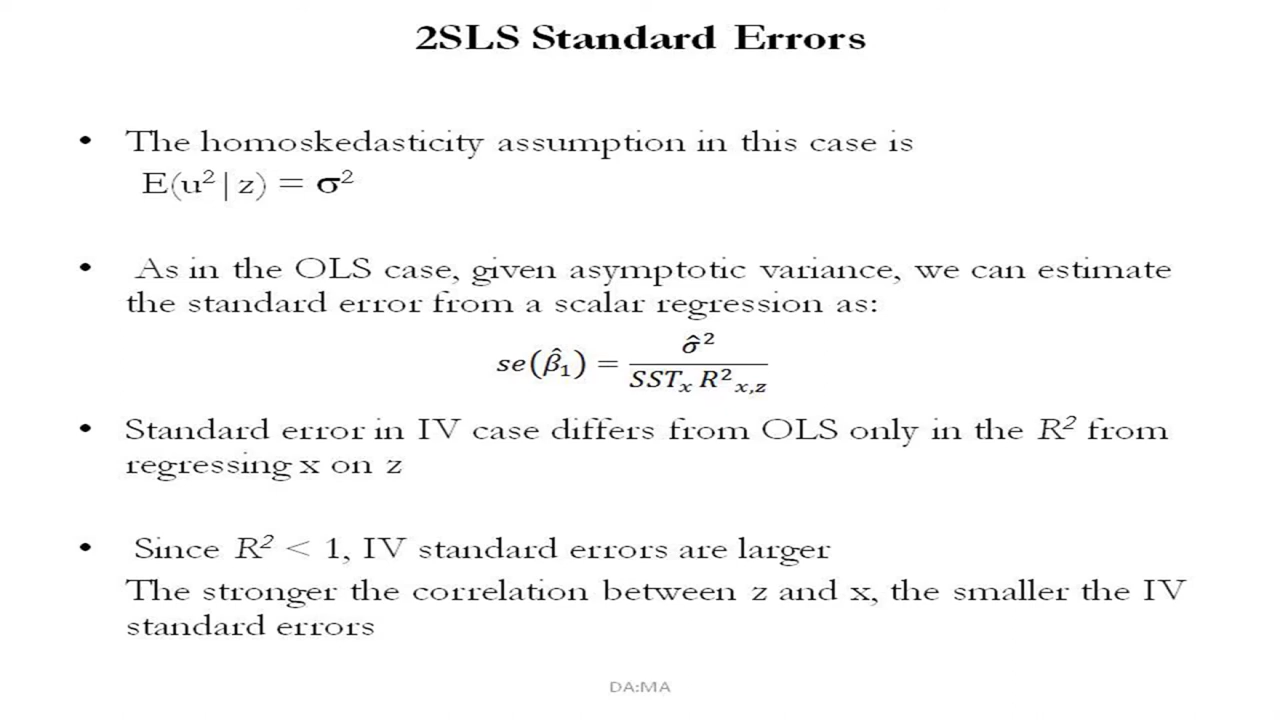 2SLS Standard Errors
• The homoskedasticity assumption in this case is
E(u² | z) = σ²
• As in the OLS case, given asymptotic variance, we can estimate
the standard error from a scalar regression as:
se(β̂₁) = σ̂² / SSTₓ R²ₓ,z
• Standard error in IV case differs from OLS only in the R² from
regressing x on z
• Since R² < 1, IV standard errors are larger
The stronger the correlation between z and x, the smaller the IV
standard errors
DA:MA